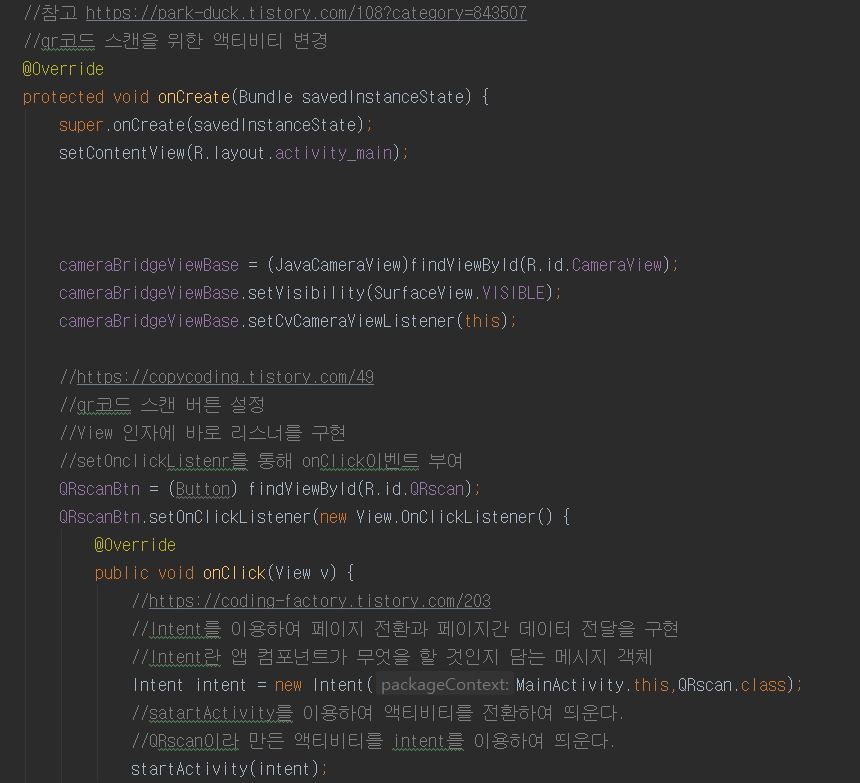 //참고 https://park-duck.tistory.com/108?category=843507
//qr코드 스캔을 위한 액티비티 변경
@Override
protected void onCreate(Bundle savedInstanceState) {
super.onCreate(savedInstanceState);
setContentView(R.layout.activity_main);
cameraBridgeViewBase = (JavaCameraView)findViewById(R.id.CameraView);
cameraBridgeViewBase.setVisibility(SurfaceView.VISIBLE);
cameraBridgeViewBase.setCvCameraViewListener(this);
//https://copycoding.tistory.com/49
//qr코드 스캔 버튼 설정
//View 인자에 바로 리스너를 구현
//setOnclickListenr를 통해 onClick이벤트 부여
QRscanBtn = (Button) findViewById(R.id.QRscan);
QRscanBtn.setOnClickListener(new View.OnClickListener() {
@Override
public void onClick(View v) {
//https://coding-factory.tistory.com/203
//Intent를 이용하여 페이지 전환과 페이지간 데이터 전달을 구현
//Intent란 앱 컴포넌트가 무엇을 할 것인지 담는 메시지 객체
Intent intent = new Intent( packageContext: MainActivity.this,QRscan.class);
//satartActivity를 이용하여 액티비티를 전환하여 띄운다.
//QRscan이라 만든 액티비티를 intent를 이용하여 띄운다.
startActivity(intent);